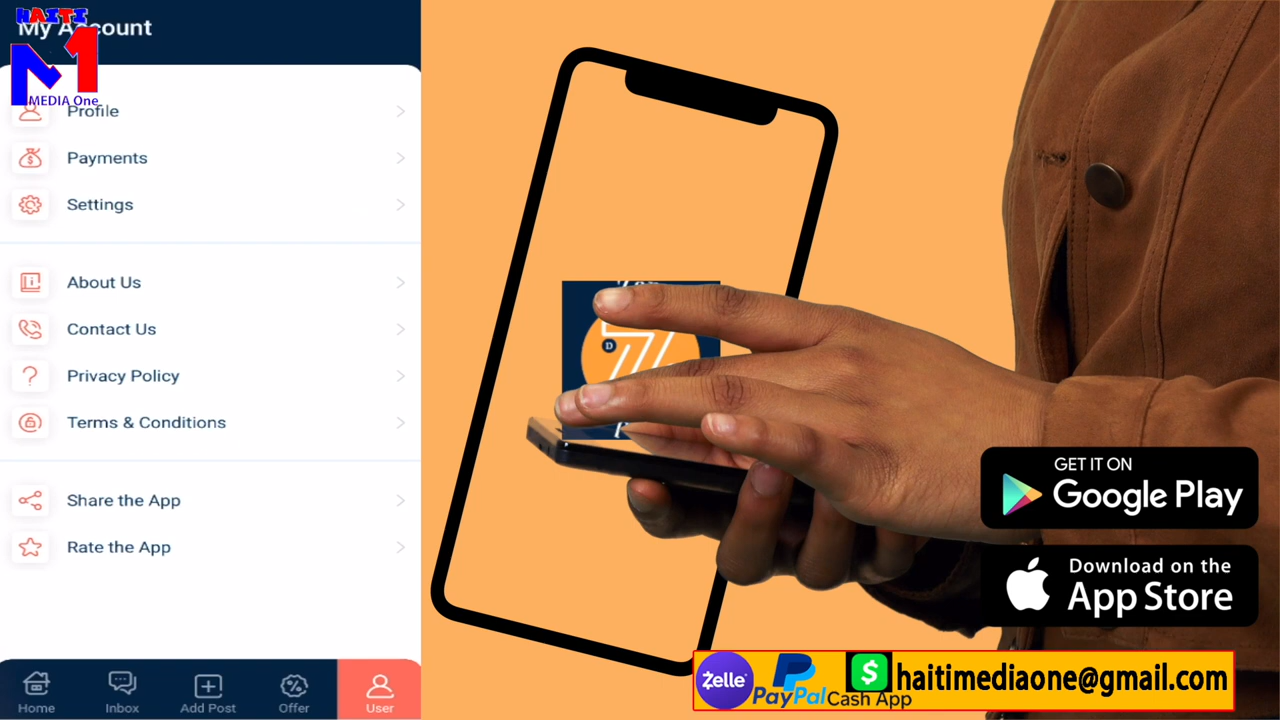 HAITI
My Account
M1
MEDIA One
Profile
Payments
Settings
About Us
Contact Us
Privacy Policy
Terms & Conditions
Share the App
Rate the App
Home
Inbox
Add Post
Offer
User
D
GET IT ON
Google Play
Download on the
App Store
Zelle
PayPal
$
Cash App
haitimediaone@gmail.com